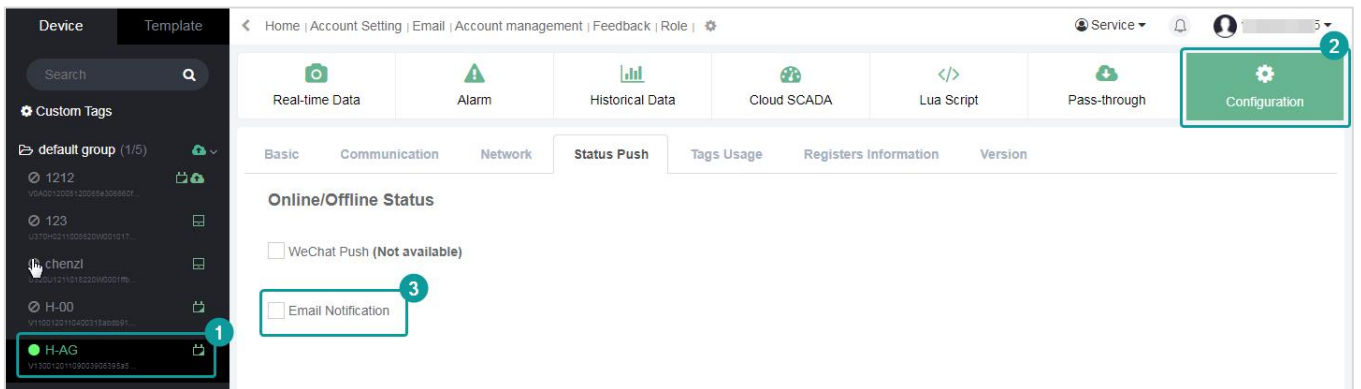 Device Template
Home | Account Setting | Email | Account management | Feedback | Role |
Service
5
2
Search
Custom Tags
Real-time Data
Alarm
Historical Data
Cloud SCADA
Lua Script
Pass-through
Configuration
default group (1/5)
1212
123
chenzl
H-00
1
H-AG
Basic Communication Network Status Push Tags Usage Registers Information Version
Online/Offline Status
WeChat Push (Not available)
3
Email Notification